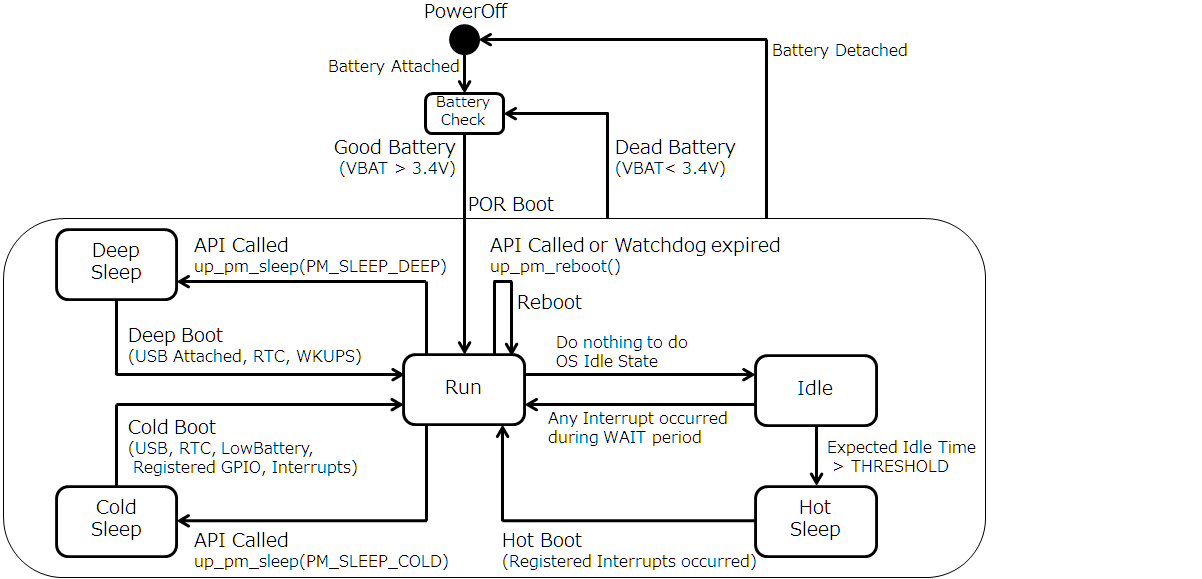 PowerOff
Battery Detached
Battery Attached
Battery
Check
Good Battery
(VBAT > 3.4V)
Dead Battery
(VBAT< 3.4V)
POR Boot
Deep
Sleep
API Called
up_pm_sleep(PM_SLEEP_DEEP)
API Called or Watchdog expired
up_pm_reboot()
Reboot
Deep Boot
(USB Attached, RTC, WKUPS)
Do nothing to do
OS Idle State
Run
Idle
Cold Boot
(USB, RTC, LowBattery,
Registered GPIO, Interrupts)
Any Interrupt occurred
during WAIT period
Expected Idle Time
> THRESHOLD
Cold
Sleep
Hot
Sleep
API Called
up_pm_sleep(PM_SLEEP_COLD)
Hot Boot
(Registered Interrupts occurred)